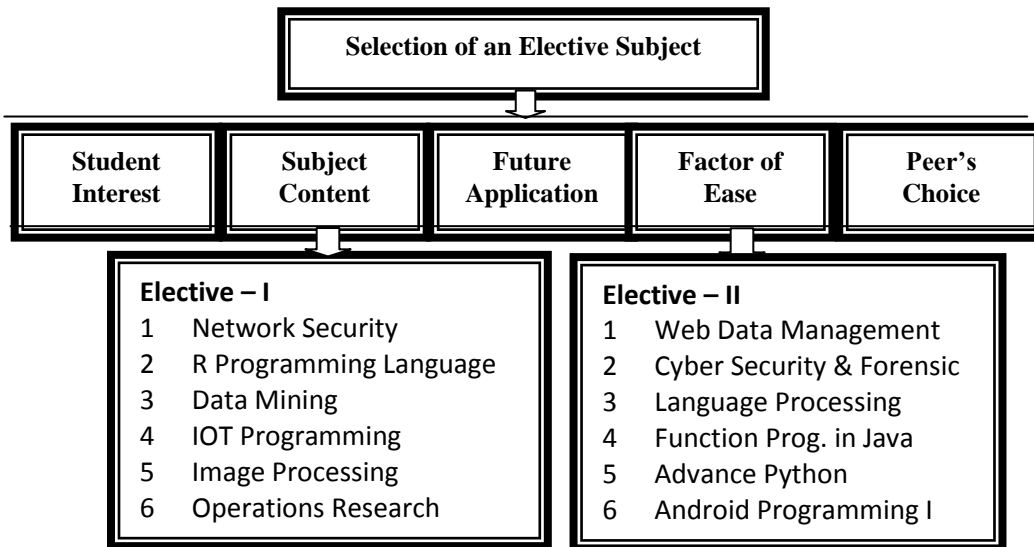 Selection of an Elective Subject
Student
Interest
Subject
Content
Future
Application
Factor of
Ease
Peer's
Choice
Elective – I
1 Network Security
2 R Programming Language
3 Data Mining
4 IOT Programming
5 Image Processing
6 Operations Research
Elective – II
1 Web Data Management
2 Cyber Security & Forensic
3 Language Processing
4 Function Prog. in Java
5 Advance Python
6 Android Programming I